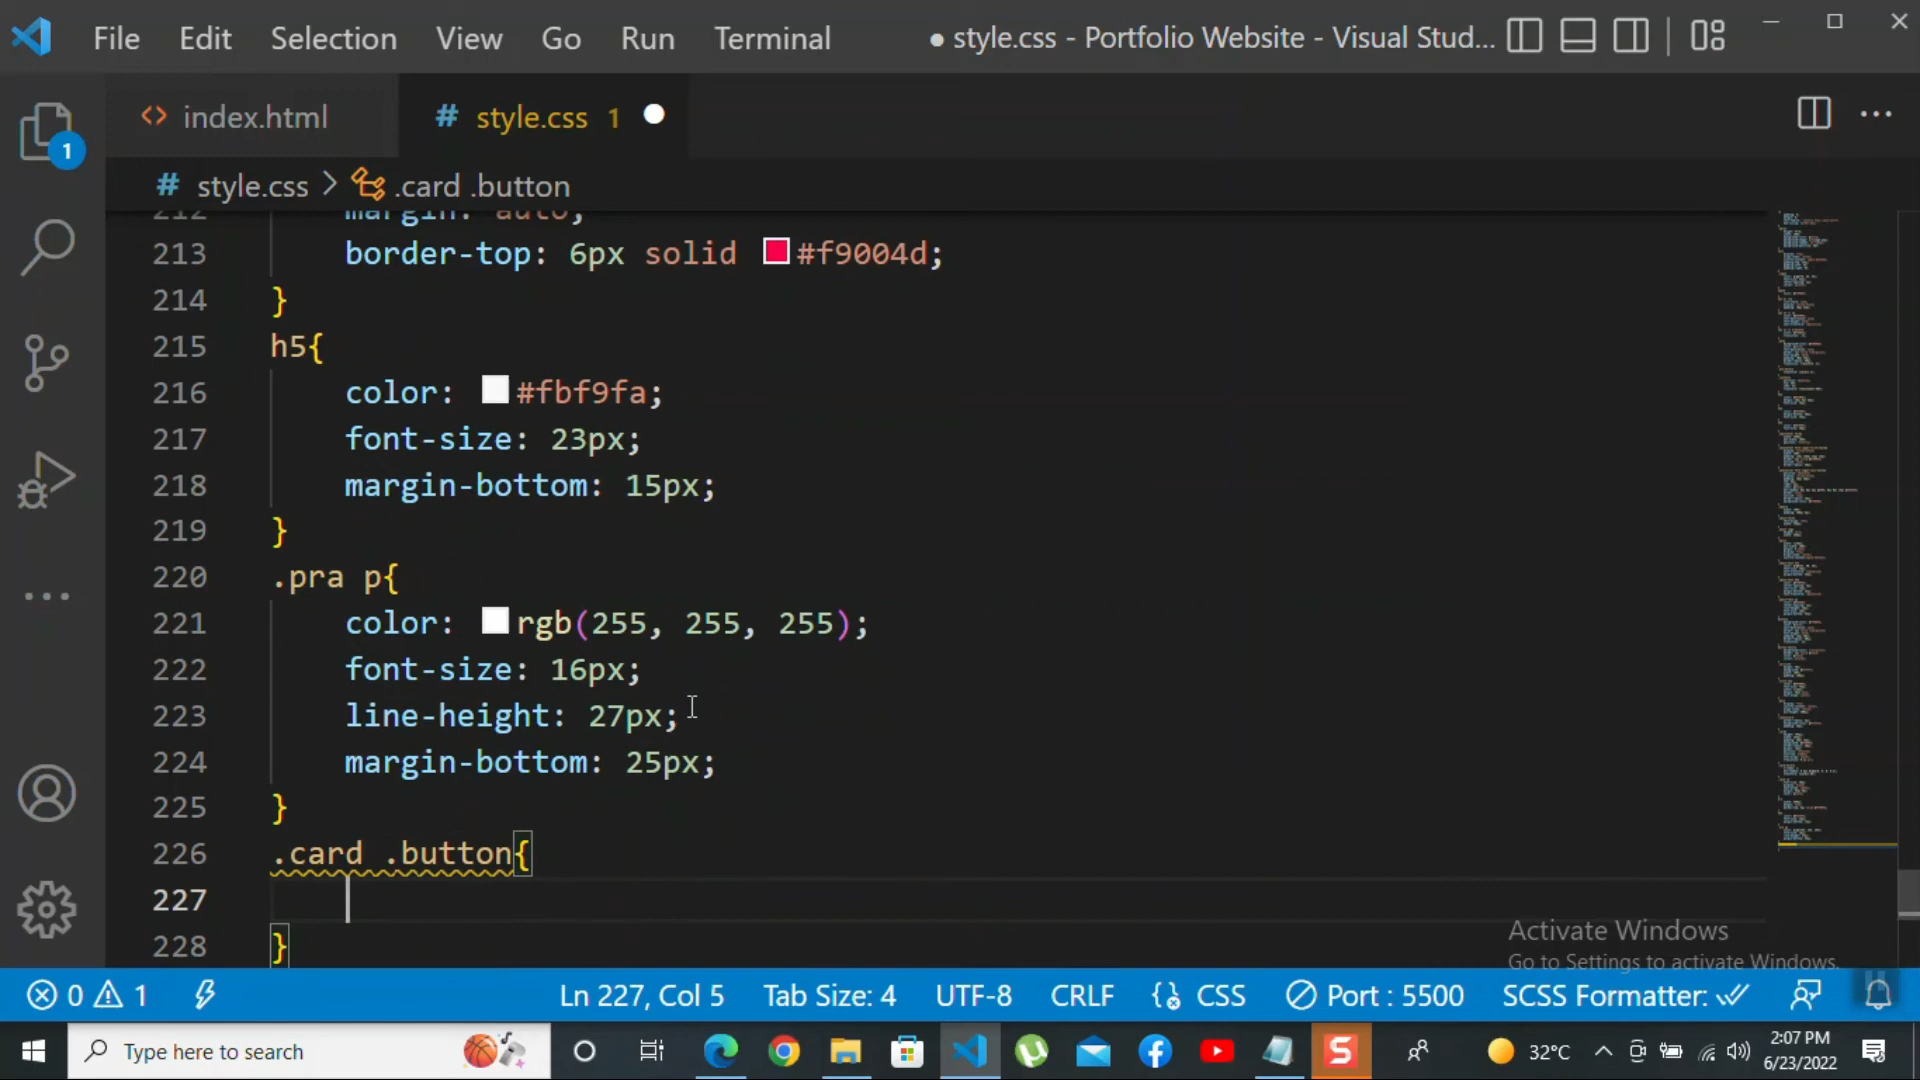 File Edit Selection View Go Run Terminal ● style.css - Portfolio Website - Visual Stud...
<> index.html # style.css 1
# style.css > .card .button
1
212 margin: auto;
213 border-top: 6px solid #f9004d;
214 }
215 h5{
216 color: #fbf9fa;
217 font-size: 23px;
218 margin-bottom: 15px;
219 }
220 .pra p{
221 color: rgb(255, 255, 255);
222 font-size: 16px;
223 line-height: 27px;
224 margin-bottom: 25px;
225 }
226 .card .button{
227
228 }
Activate Windows
Go to Settings to activate Windows.
0 1 Ln 227, Col 5 Tab Size: 4 UTF-8 CRLF CSS Port : 5500 SCSS Formatter:
Type here to search
S
32°C
2:07 PM
6/23/2022